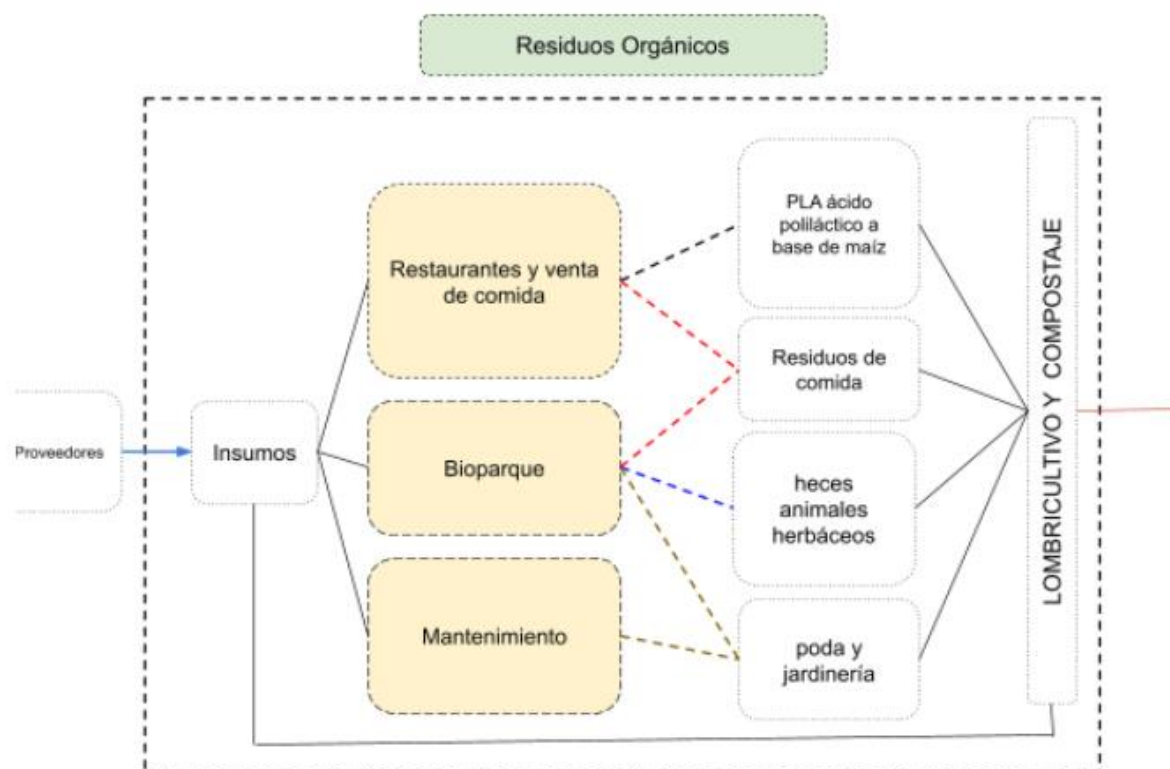 Residuos Orgánicos
Proveedores
Insumos
Restaurantes y venta
de comida
Bioparque
Mantenimiento
PLA ácido
poliláctico a
base de maíz
Residuos de
comida
heces
animales
herbáceos
poda y
jardinería
LOMBRICULTIVO Y COMPOSTAJE